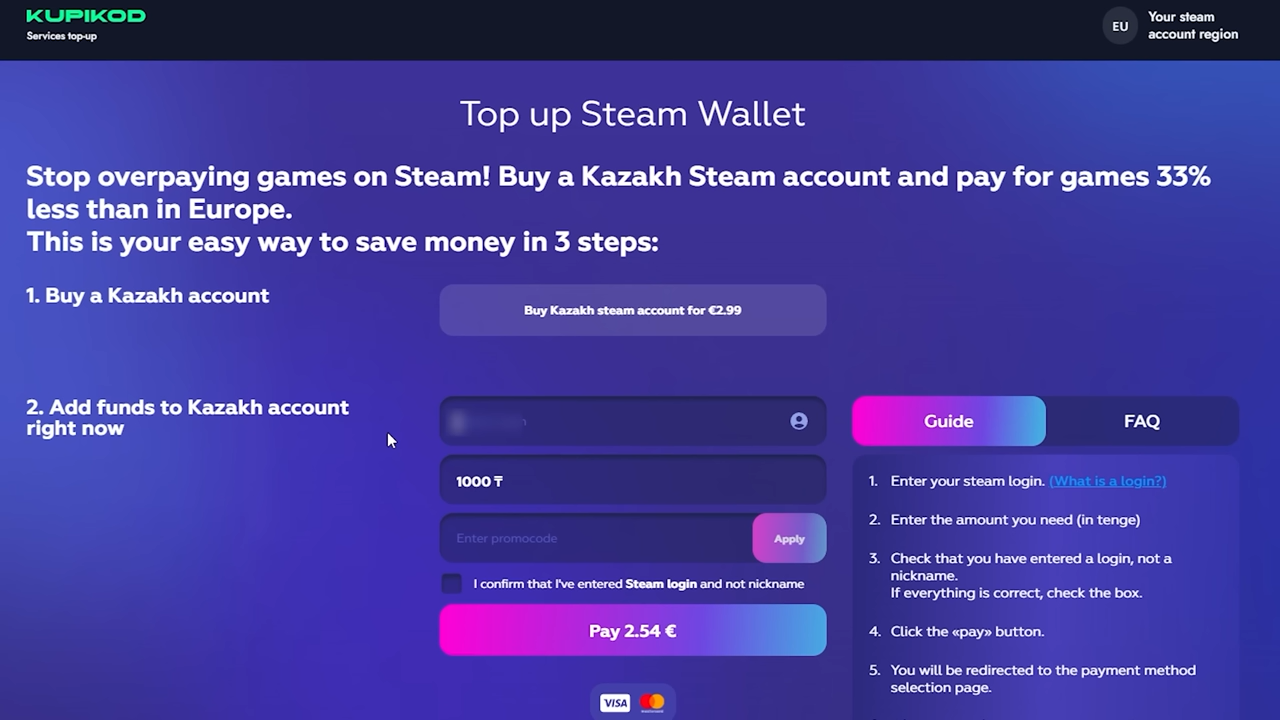 KUPIKOD
Services top-up
EU
Your steam
account region
Top up Steam Wallet
Stop overpaying games on Steam! Buy a Kazakh Steam account and pay for games 33%
less than in Europe.
This is your easy way to save money in 3 steps:
1. Buy a Kazakh account
Buy Kazakh steam account for €2.99
2. Add funds to Kazakh account
right now
1000 ₸
Enter promocode
Apply
I confirm that I've entered Steam login and not nickname
Pay 2.54 €
VISA
Guide
FAQ
1. Enter your steam login. (What is a login?)
2. Enter the amount you need (in tenge)
3. Check that you have entered a login, not a
nickname.
If everything is correct, check the box.
4. Click the «pay» button.
5. You will be redirected to the payment method
selection page.